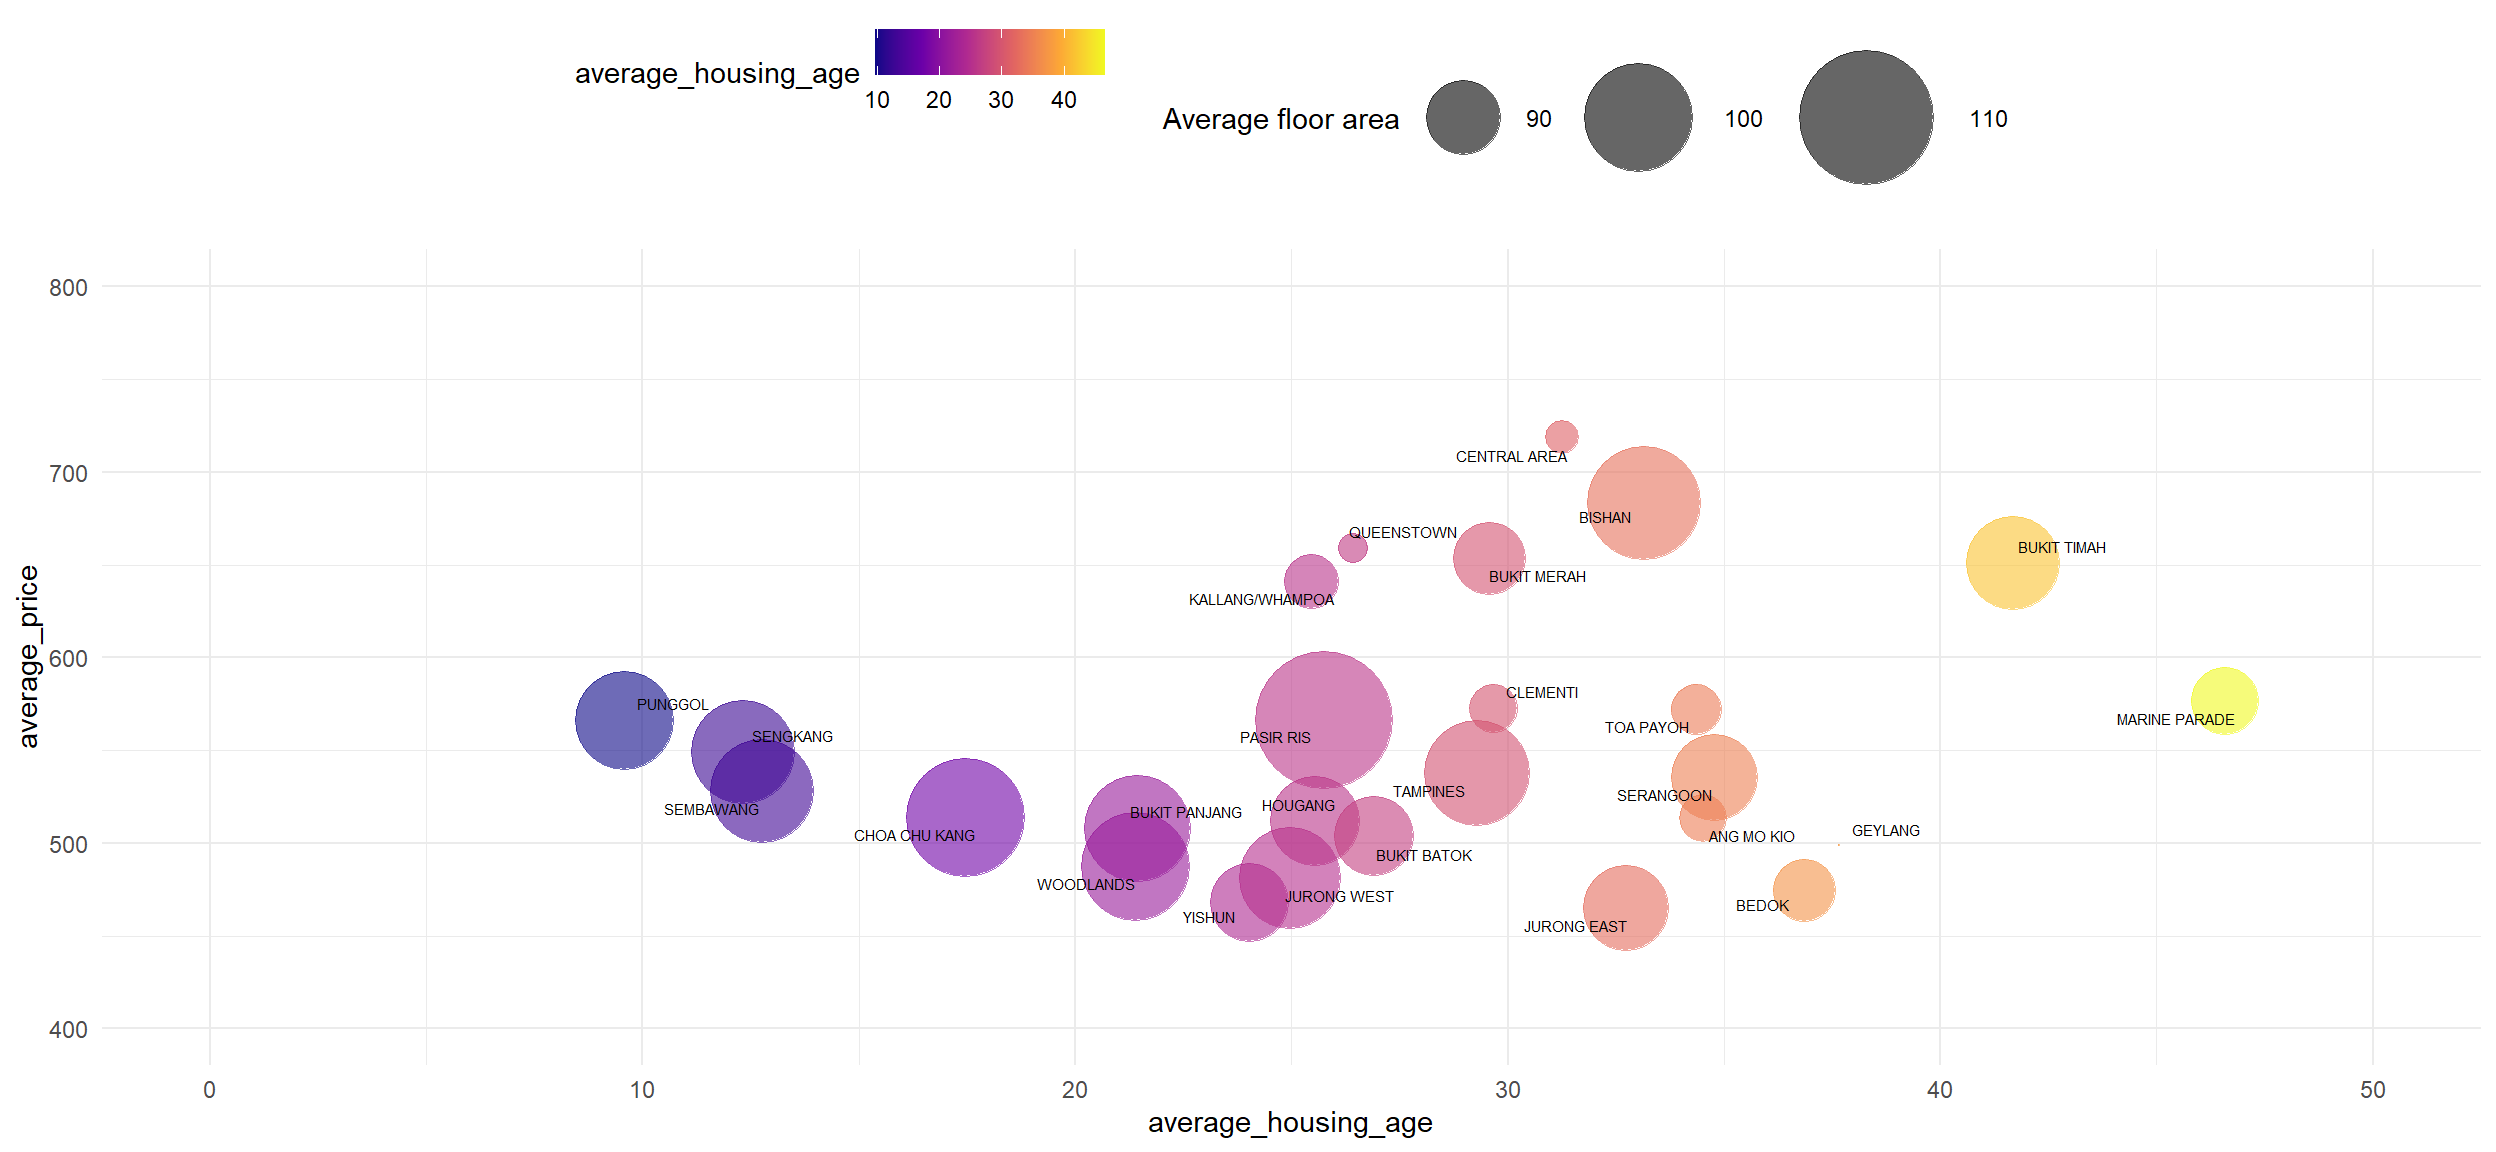 average_housing_age
10 20 30 40
Average floor area 90 100 110
800
700
600
500
400
average_price
CENTRAL AREA
BISHAN
QUEENSTOWN
BUKIT TIMAH
BUKIT MERAH
KALLANG/WHAMPOA
CLEMENTI
PUNGGOL
MARINE PARADE
TOA PAYOH
SENGKANG
PASIR RIS
TAMPINES
SERANGOON
HOUGANG
SEMBAWANG
BUKIT PANJANG
GEYLANG
CHOA CHU KANG
ANG MO KIO
BUKIT BATOK
WOODLANDS
JURONG WEST
BEDOK
YISHUN
JURONG EAST
0 10 20 30 40 50
average_housing_age